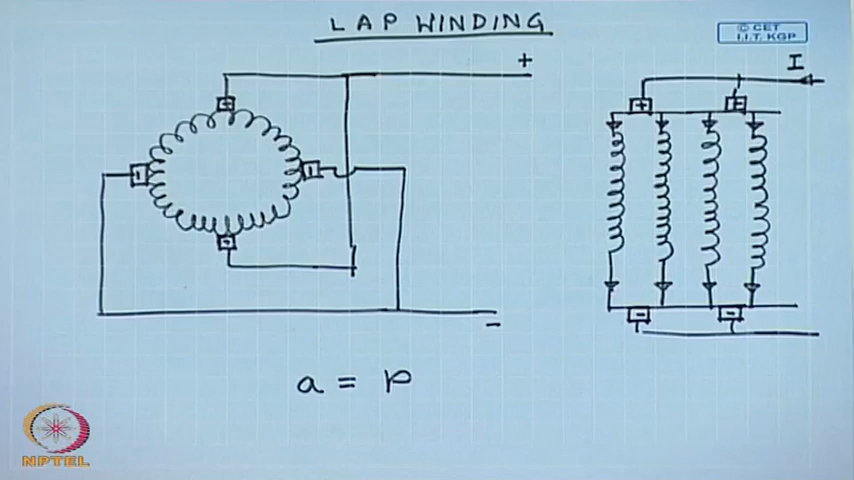 LAP WINDING
© CET
I.I.T. KGP
+
I
+ +
+
- -
+
- -
-
a = p
NPTEL